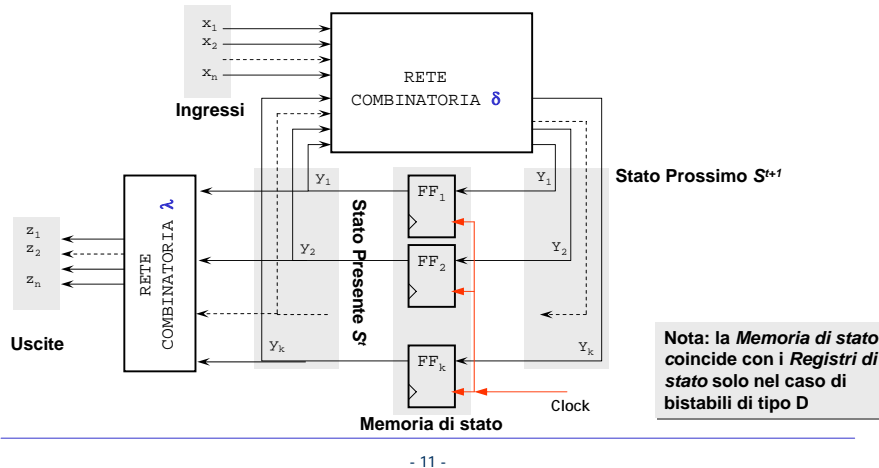 x1
x2
xn
Ingressi
RETE
COMBINATORIA δ
Stato Prossimo St+1
y1
y2
yk
Stato Presente St
FF1
FF2
FFk
Y1
Y2
Yk
RETE
COMBINATORIA λ
z1
z2
zn
Uscite
Clock
Memoria di stato
Nota: la Memoria di stato
coincide con i Registri di
stato solo nel caso di
bistabili di tipo D
- 11 -